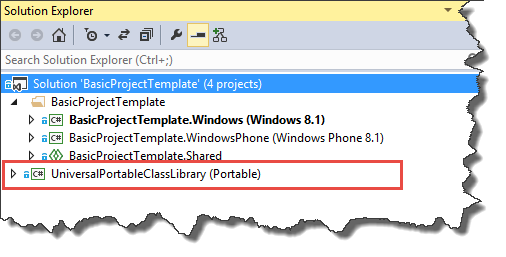 Solution Explorer
Search Solution Explorer (Ctrl+;)
Solution 'BasicProjectTemplate' (4 projects)
BasicProjectTemplate
C# BasicProjectTemplate.Windows (Windows 8.1)
C# BasicProjectTemplate.WindowsPhone (Windows Phone 8.1)
BasicProjectTemplate.Shared
C# UniversalPortableClassLibrary (Portable)